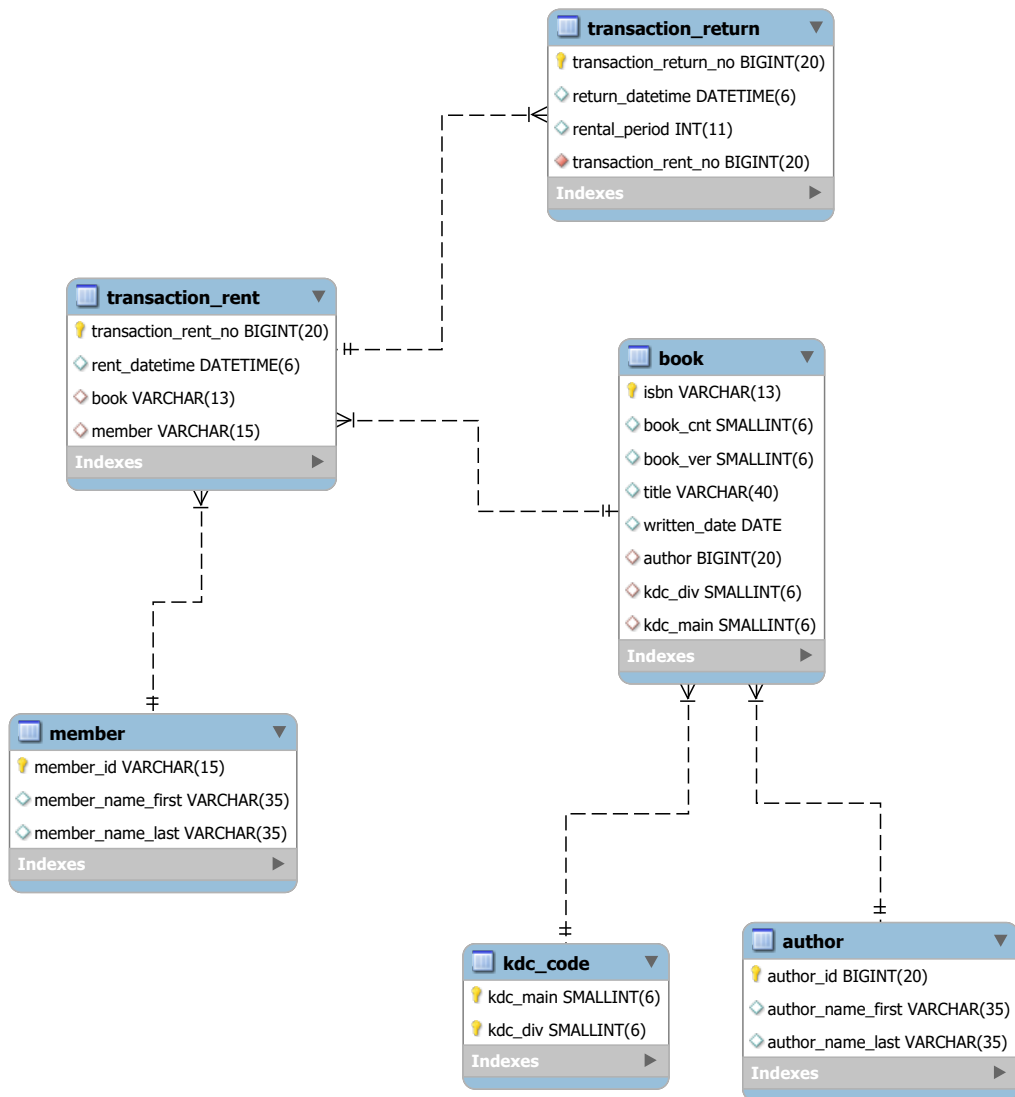 transaction_return
transaction_return_no BIGINT(20)
return_datetime DATETIME(6)
rental_period INT(11)
transaction_rent_no BIGINT(20)
Indexes
transaction_rent
transaction_rent_no BIGINT(20)
rent_datetime DATETIME(6)
book VARCHAR(13)
member VARCHAR(15)
Indexes
book
isbn VARCHAR(13)
book_cnt SMALLINT(6)
book_ver SMALLINT(6)
title VARCHAR(40)
written_date DATE
author BIGINT(20)
kdc_div SMALLINT(6)
kdc_main SMALLINT(6)
Indexes
member
member_id VARCHAR(15)
member_name_first VARCHAR(35)
member_name_last VARCHAR(35)
Indexes
kdc_code
kdc_main SMALLINT(6)
kdc_div SMALLINT(6)
Indexes
author
author_id BIGINT(20)
author_name_first VARCHAR(35)
author_name_last VARCHAR(35)
Indexes